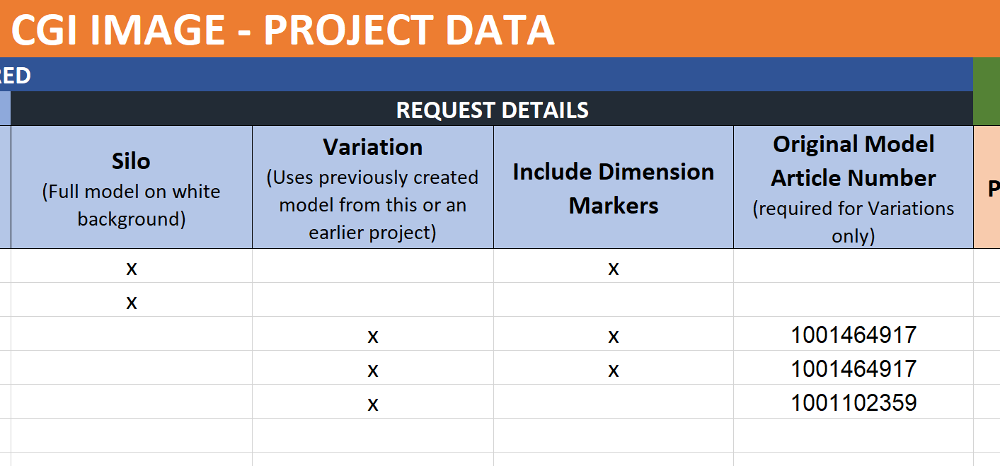 CGI IMAGE - PROJECT DATA
RED
REQUEST DETAILS
Silo
(Full model on white
background)
Variation
(Uses previously created
model from this or an
earlier project)
Include Dimension
Markers
Original Model
Article Number
(required for Variations
only)
P
x x
x
x x 1001464917
x x 1001464917
x 1001102359